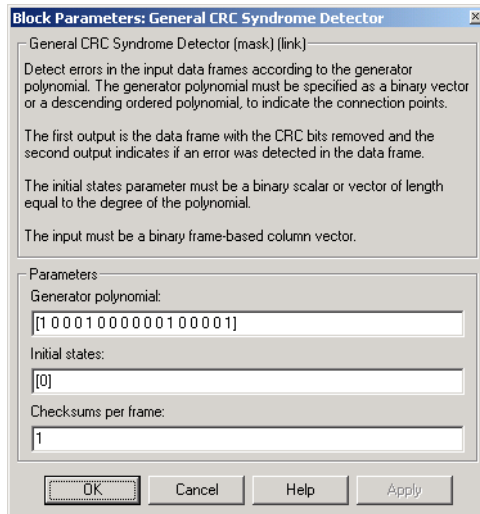 Block Parameters: General CRC Syndrome Detector
General CRC Syndrome Detector (mask) (link)
Detect errors in the input data frames according to the generator
polynomial. The generator polynomial must be specified as a binary vector
or a descending ordered polynomial, to indicate the connection points.
The first output is the data frame with the CRC bits removed and the
second output indicates if an error was detected in the data frame.
The initial states parameter must be a binary scalar or vector of length
equal to the degree of the polynomial.
The input must be a binary frame-based column vector.
Parameters
Generator polynomial:
[1 0 0 0 1 0 0 0 0 0 0 1 0 0 0 0 1]
Initial states:
[0]
Checksums per frame:
1
OK Cancel Help Apply